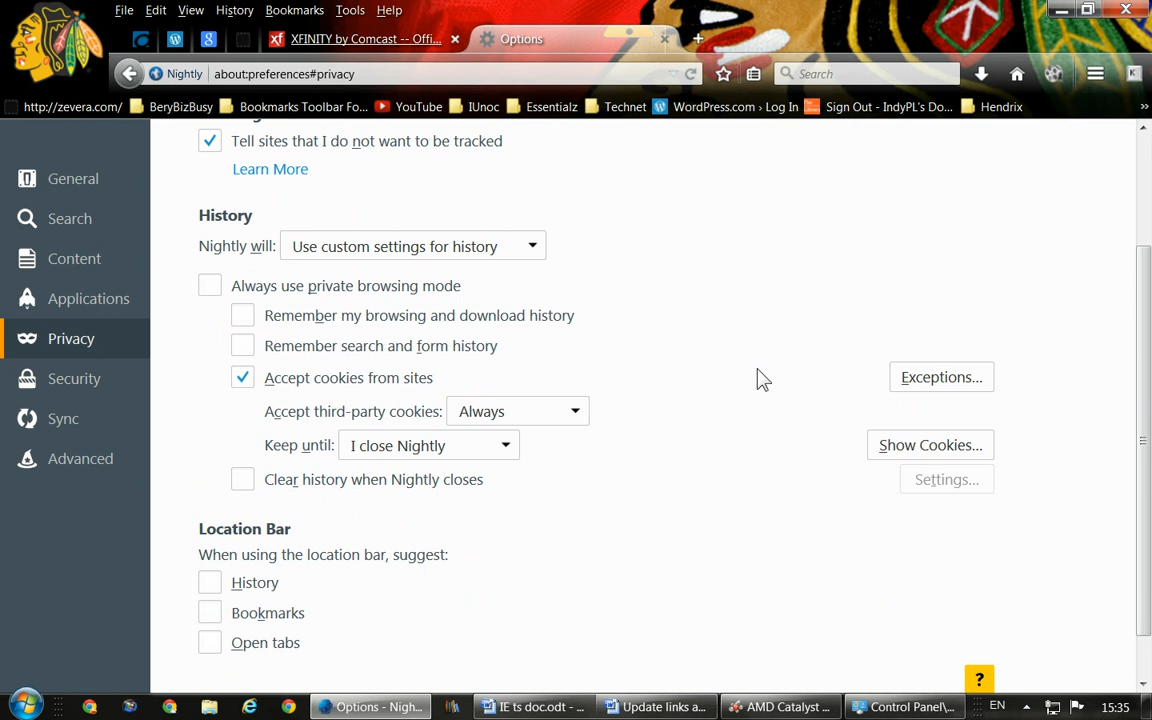 File Edit View History Bookmarks Tools Help
XFINITY by Comcast -- Offi... Options
Nightly about:preferences#privacy Search
http://zevera.com/ BeryBizBusy Bookmarks Toolbar Fo... YouTube IUnoc Essentialz Technet WordPress.com › Log In Sign Out - IndyPL's Do... Hendrix »
Tell sites that I do not want to be tracked
Learn More
General
Search
Content
Applications
Privacy
Security
Sync
Advanced
History
Nightly will: Use custom settings for history
Always use private browsing mode
Remember my browsing and download history
Remember search and form history
Accept cookies from sites Exceptions...
Accept third-party cookies: Always
Keep until: I close Nightly Show Cookies...
Clear history when Nightly closes Settings...
Location Bar
When using the location bar, suggest:
History
Bookmarks
Open tabs
?
Options - Nigh... IE ts doc.odt - ... Update links a... AMD Catalyst ... Control Panel\... EN 15:35